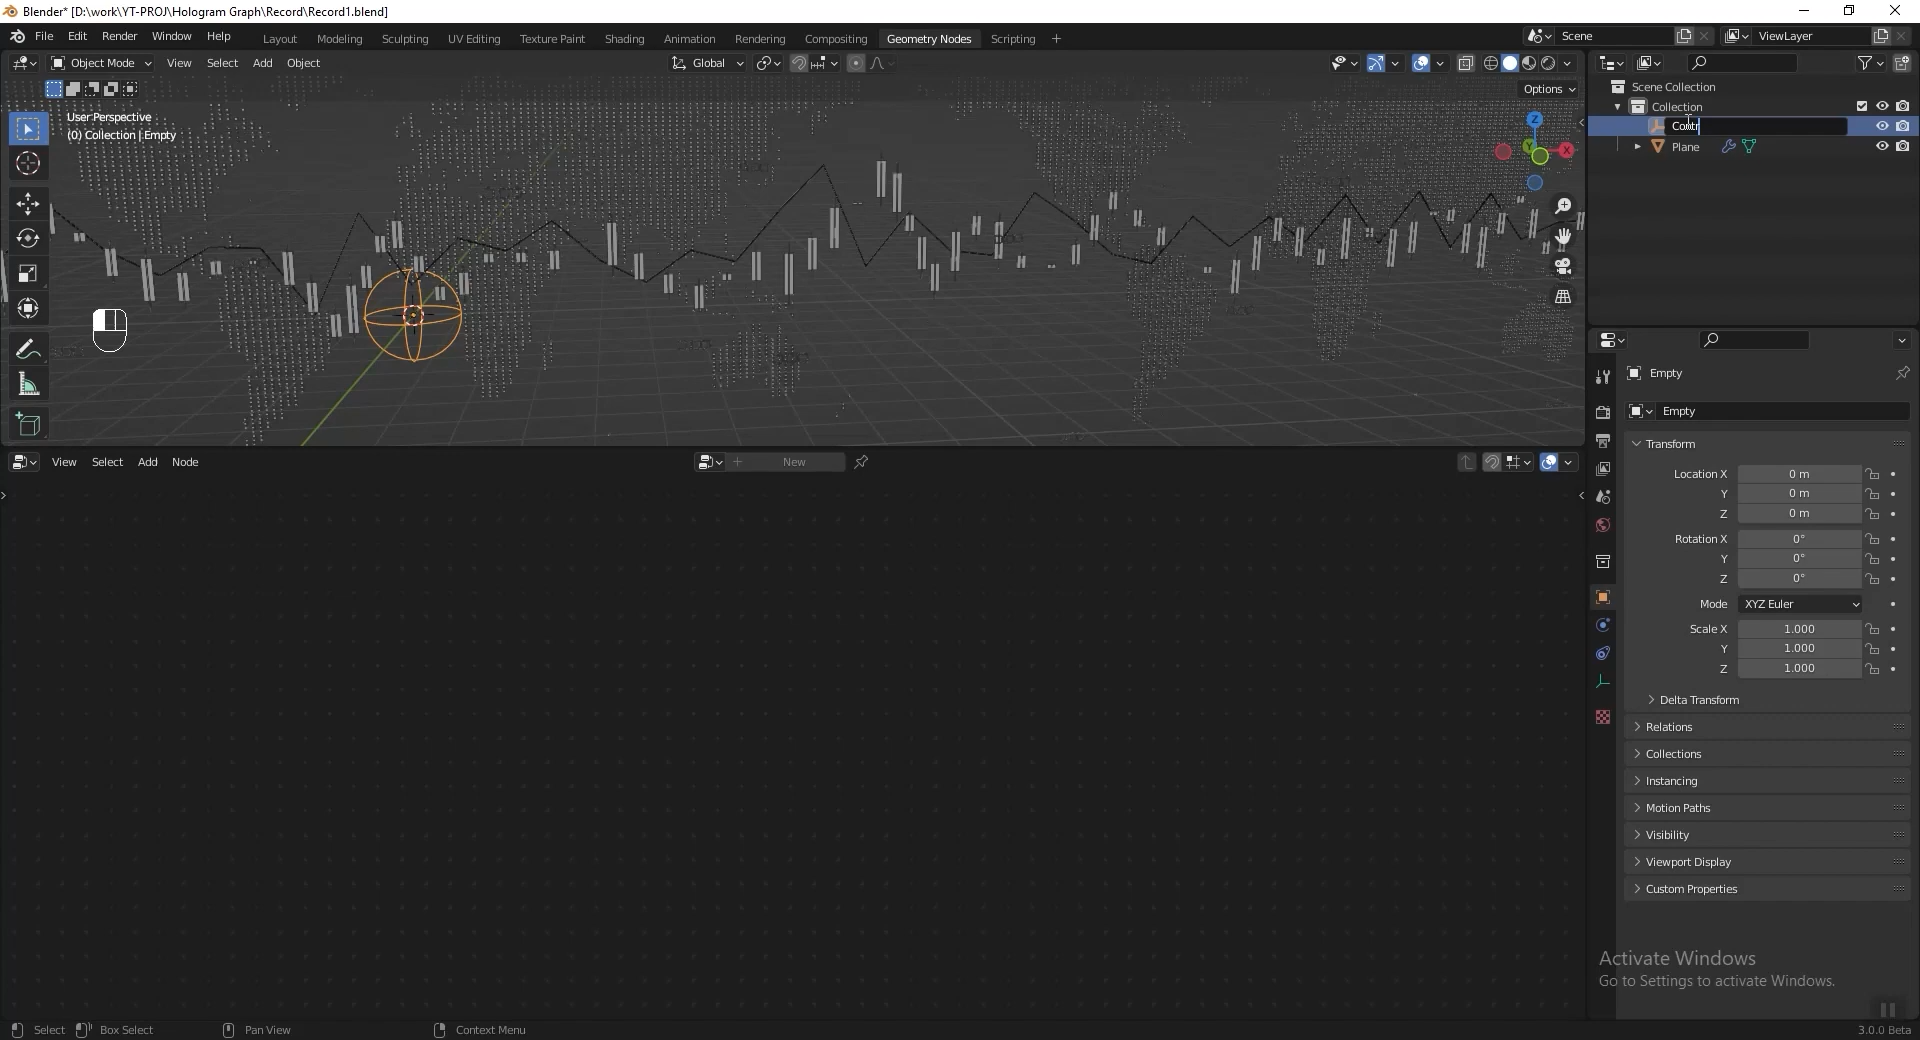 Blender* [D:\work\YT-PROJ\Hologram Graph\Record\Record1.blend]
File Edit Render Window Help Layout Modeling Sculpting UV Editing Texture Paint Shading Animation Rendering Compositing Geometry Nodes Scripting + Scene ViewLayer
Object Mode View Select Add Object Global
Options
User Perspective
(0) Collection | Empty
Z
X
Y
Scene Collection
Collection
Contr
Plane
Empty
Empty
Transform
Location X 0 m
Y 0 m
Z 0 m
Rotation X 0°
Y 0°
Z 0°
Mode XYZ Euler
Scale X 1.000
Y 1.000
Z 1.000
Delta Transform
Relations
Collections
Instancing
Motion Paths
Visibility
Viewport Display
Custom Properties
View Select Add Node New
Activate Windows
Go to Settings to activate Windows.
Select Box Select Pan View Context Menu 3.0.0 Beta